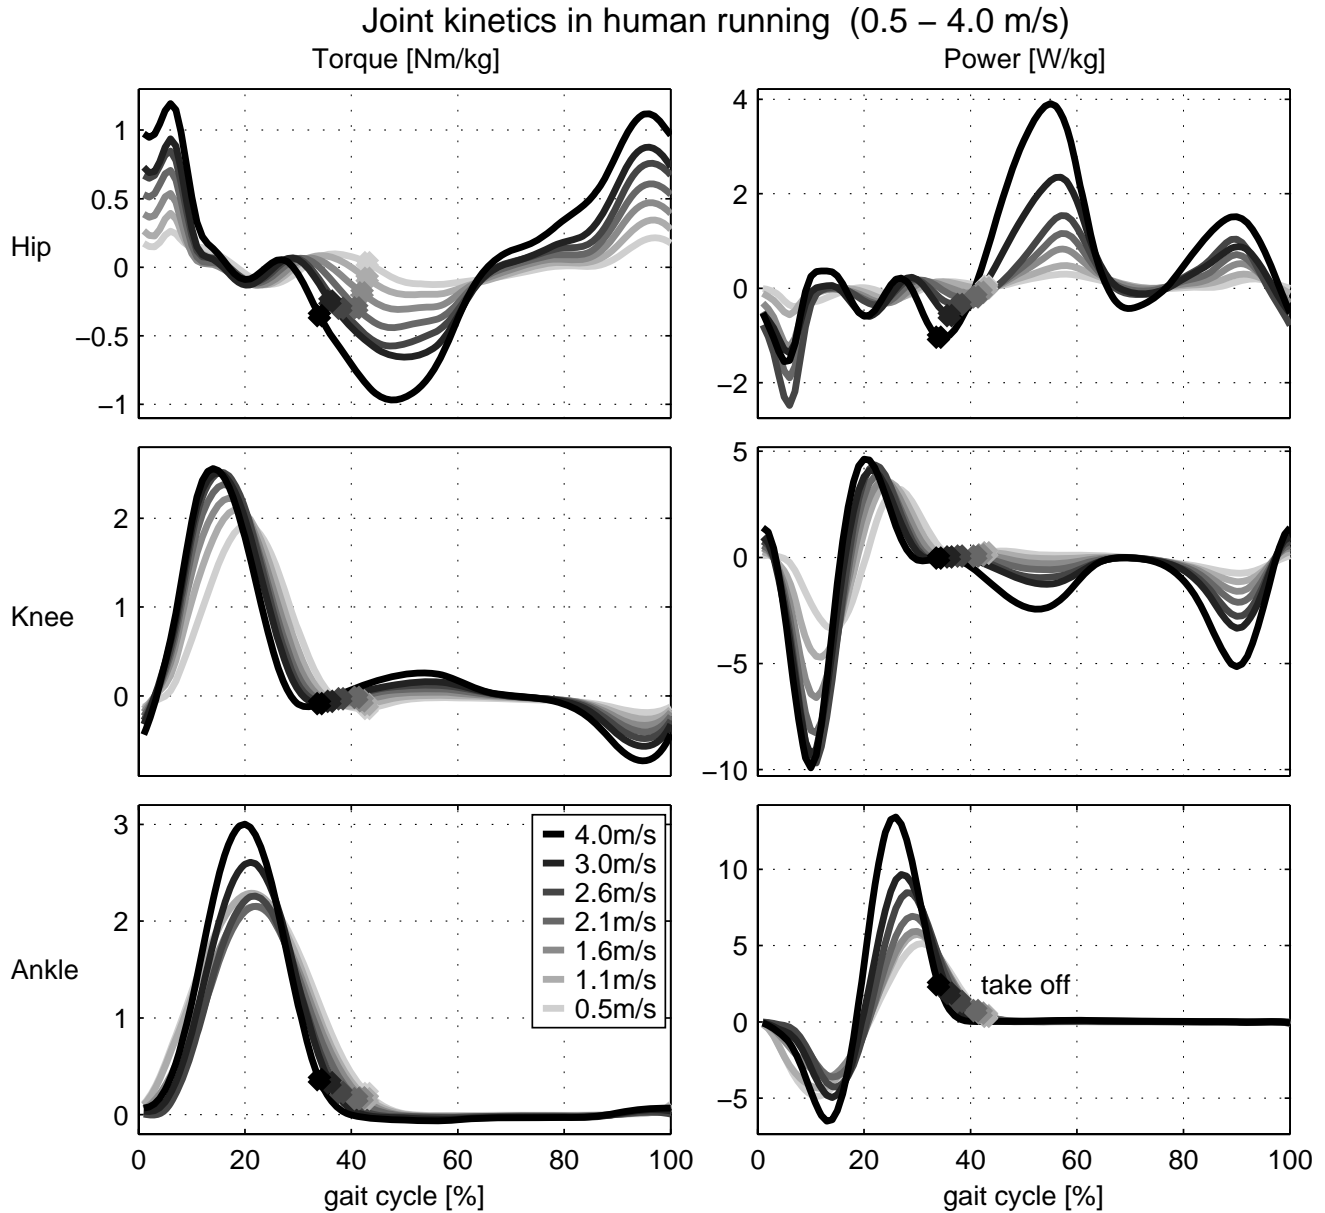 Joint kinetics in human running (0.5 – 4.0 m/s)
Torque [Nm/kg]
Power [W/kg]
Hip
1
0.5
0
−0.5
−1
4
2
0
−2
Knee
2
1
0
5
0
−5
−10
Ankle
3
2
1
0
4.0m/s
3.0m/s
2.6m/s
2.1m/s
1.6m/s
1.1m/s
0.5m/s
10
5
0
−5
take off
0 20 40 60 80 100
0 20 40 60 80 100
gait cycle [%]
gait cycle [%]